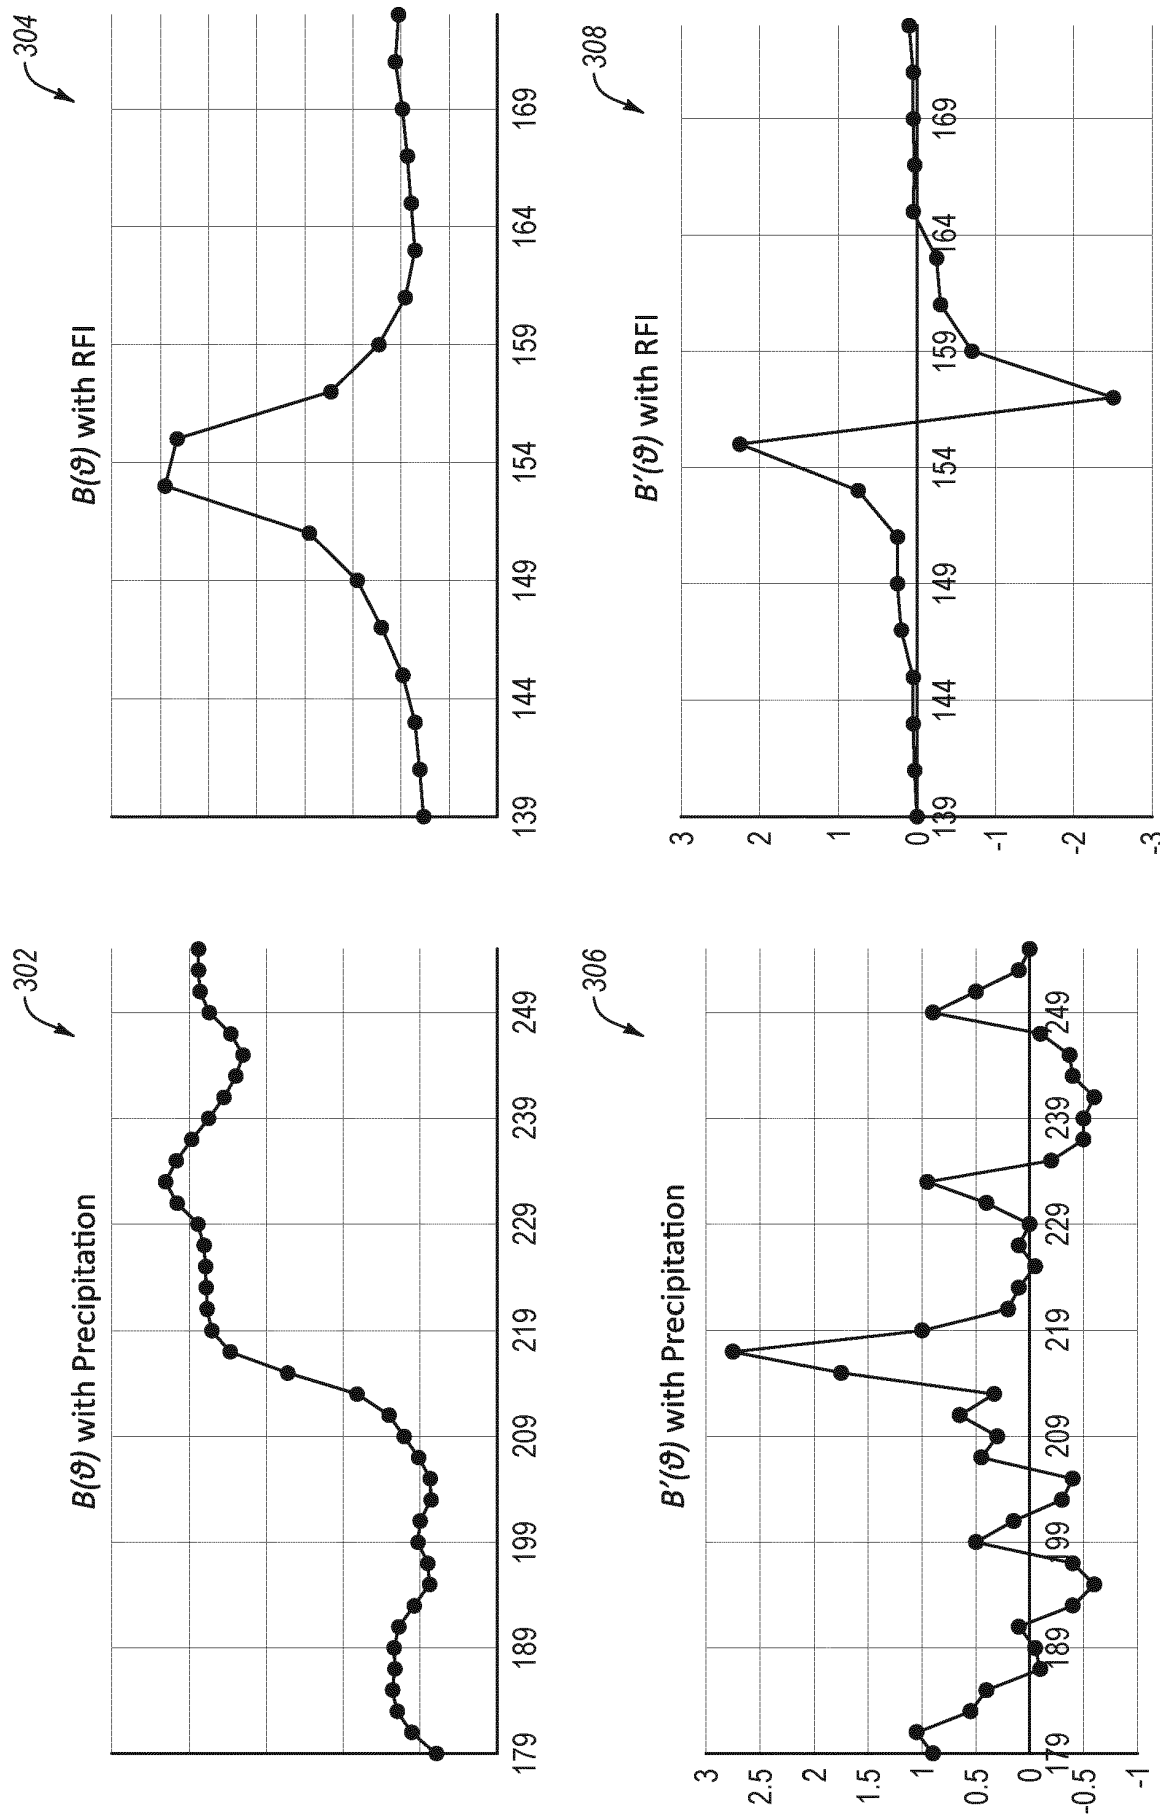 302
B(ϑ) with Precipitation
179 189 199 209 219 229 239 249
304
B(ϑ) with RFI
139 144 149 154 159 164 169
306
B′(ϑ) with Precipitation
3
2.5
2
1.5
1
0.5
0
-0.5
-1
179 189 199 209 219 229 239 249
308
B′(ϑ) with RFI
3
2
1
0
-1
-2
-3
139 144 149 154 159 164 169